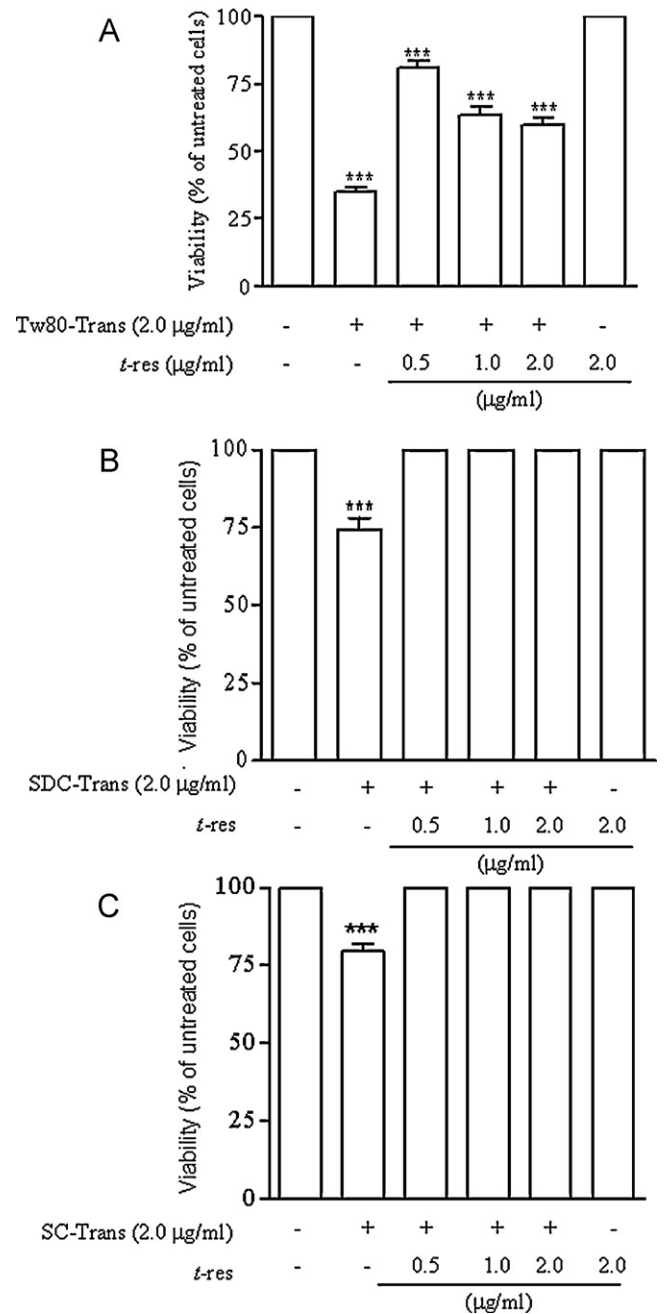 A
Viability (% of untreated cells)
100
75
50
25
0
***
***
***
***
Tw80-Trans (2.0 µg/ml) - + + + + -
t-res (µg/ml) - - 0.5 1.0 2.0 2.0
(µg/ml)
B
Viability (% of untreated cells)
100
75
50
25
0
***
SDC-Trans (2.0 µg/ml) - + + + + -
t-res - - 0.5 1.0 2.0 2.0
(µg/ml)
C
Viability (% of untreated cells)
100
75
50
25
0
***
SC-Trans (2.0 µg/ml) - + + + + -
t-res - - 0.5 1.0 2.0 2.0
(µg/ml)